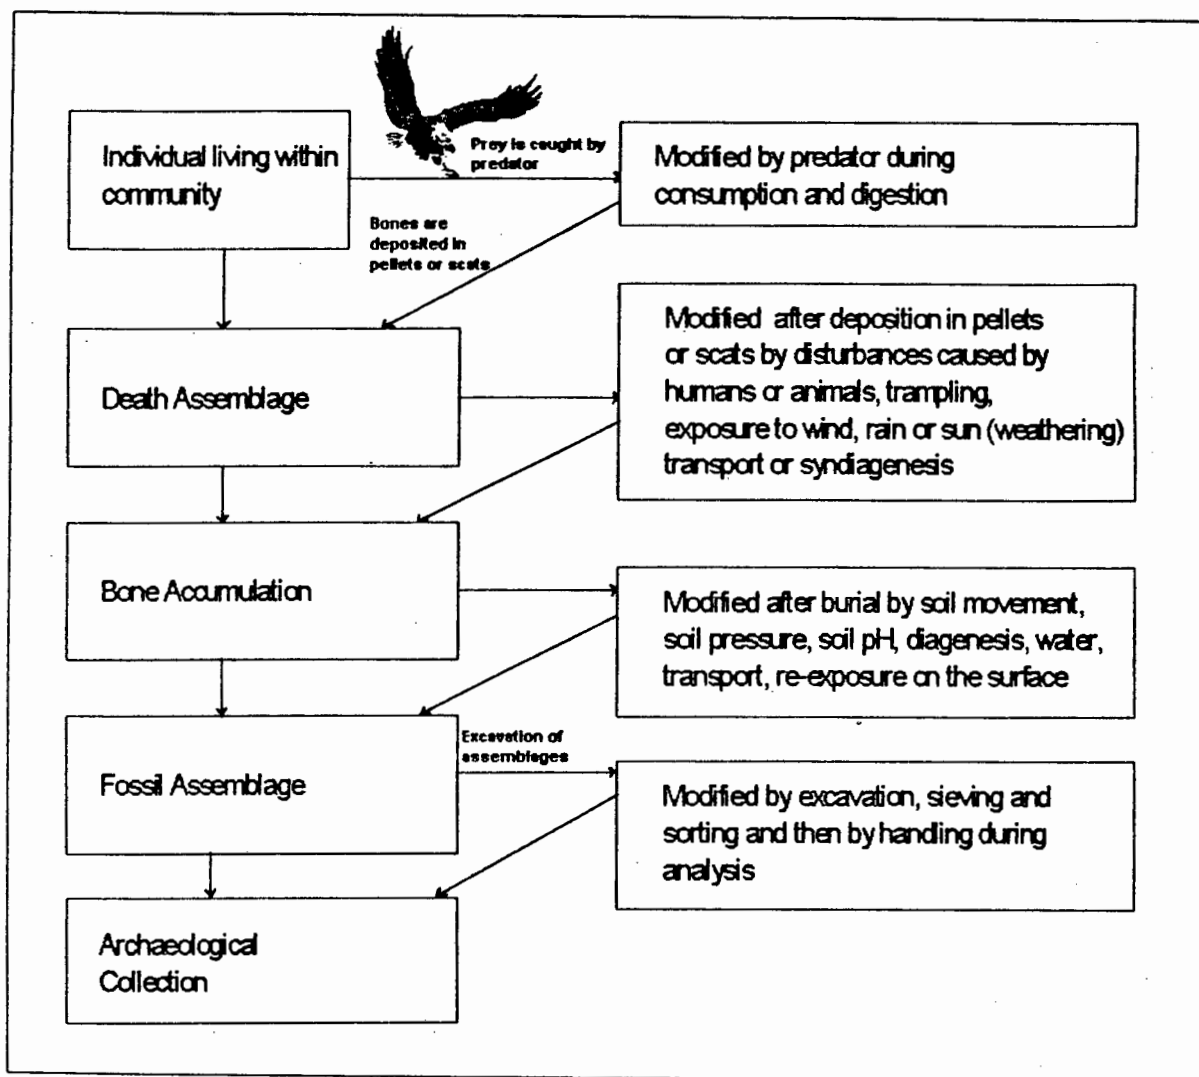 Individual living within
community
Prey is caught by
predator
Modified by predator during
consumption and digestion
Bones are
deposited in
pellets or scats
Death Assemblage
Modified after deposition in pellets
or scats by disturbances caused by
humans or animals, trampling,
exposure to wind, rain or sun (weathering)
transport or syndiagenesis
Bone Accumulation
Modified after burial by soil movement,
soil pressure, soil pH, diagenesis, water,
transport, re-exposure on the surface
Fossil Assemblage
Excavation of
assemblages
Modified by excavation, sieving and
sorting and then by handling during
analysis
Archaeological
Collection